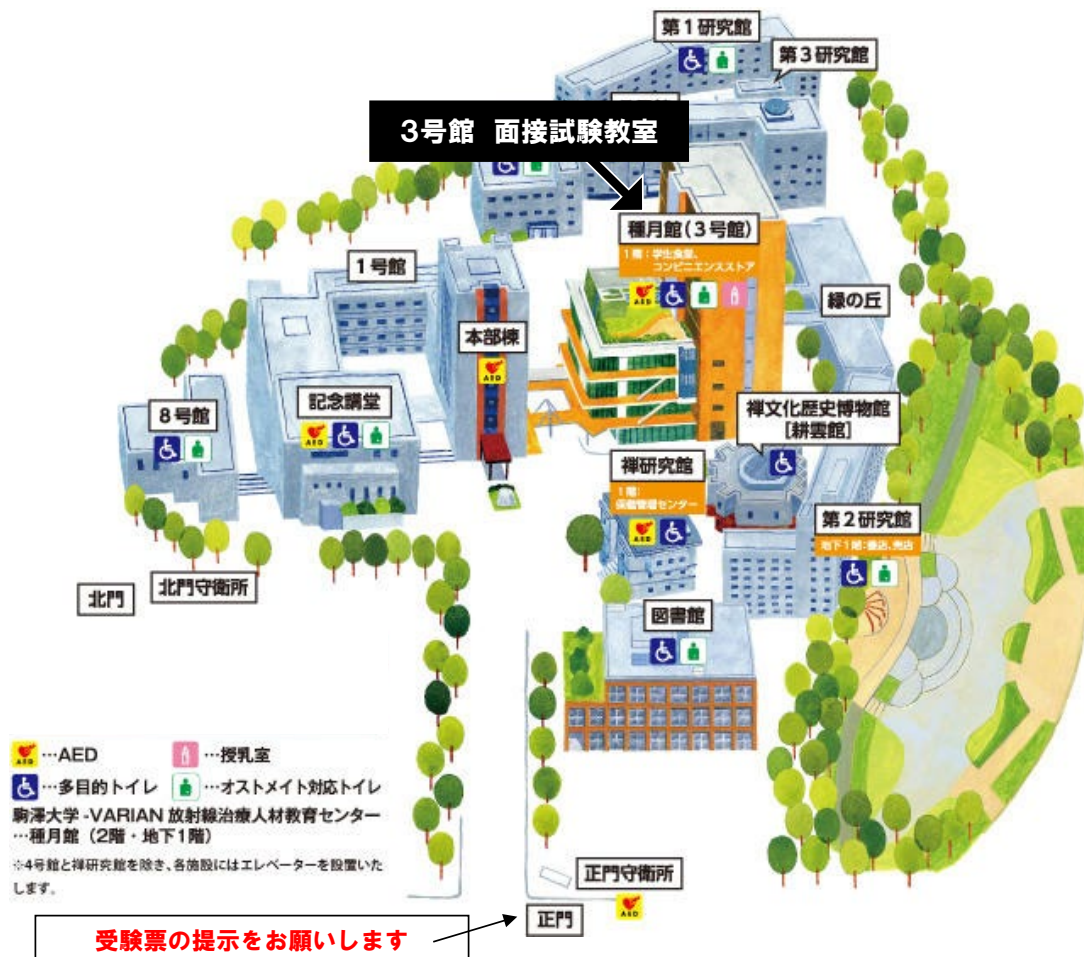 第1研究館
第3研究館
3号館 面接試験教室
種月館(3号館)
1階:学生食堂、
コンビニエンスストア
AED
1号館
緑の丘
本部棟
AED
禅文化歴史博物館
[耕雲館]
8号館
記念講堂
AED
禅研究館
1階:
保健管理センター
AED
第2研究館
地下1階:書店、売店
北門
北門守衛所
図書館
AED …AED
…授乳室
…多目的トイレ
…オストメイト対応トイレ
駒澤大学-VARIAN 放射線治療人材教育センター
…種月館(2階・地下1階)
※4号館と禅研究館を除き、各施設にはエレベーターを設置いた
します。
正門守衛所
AED
正門
受験票の提示をお願いします